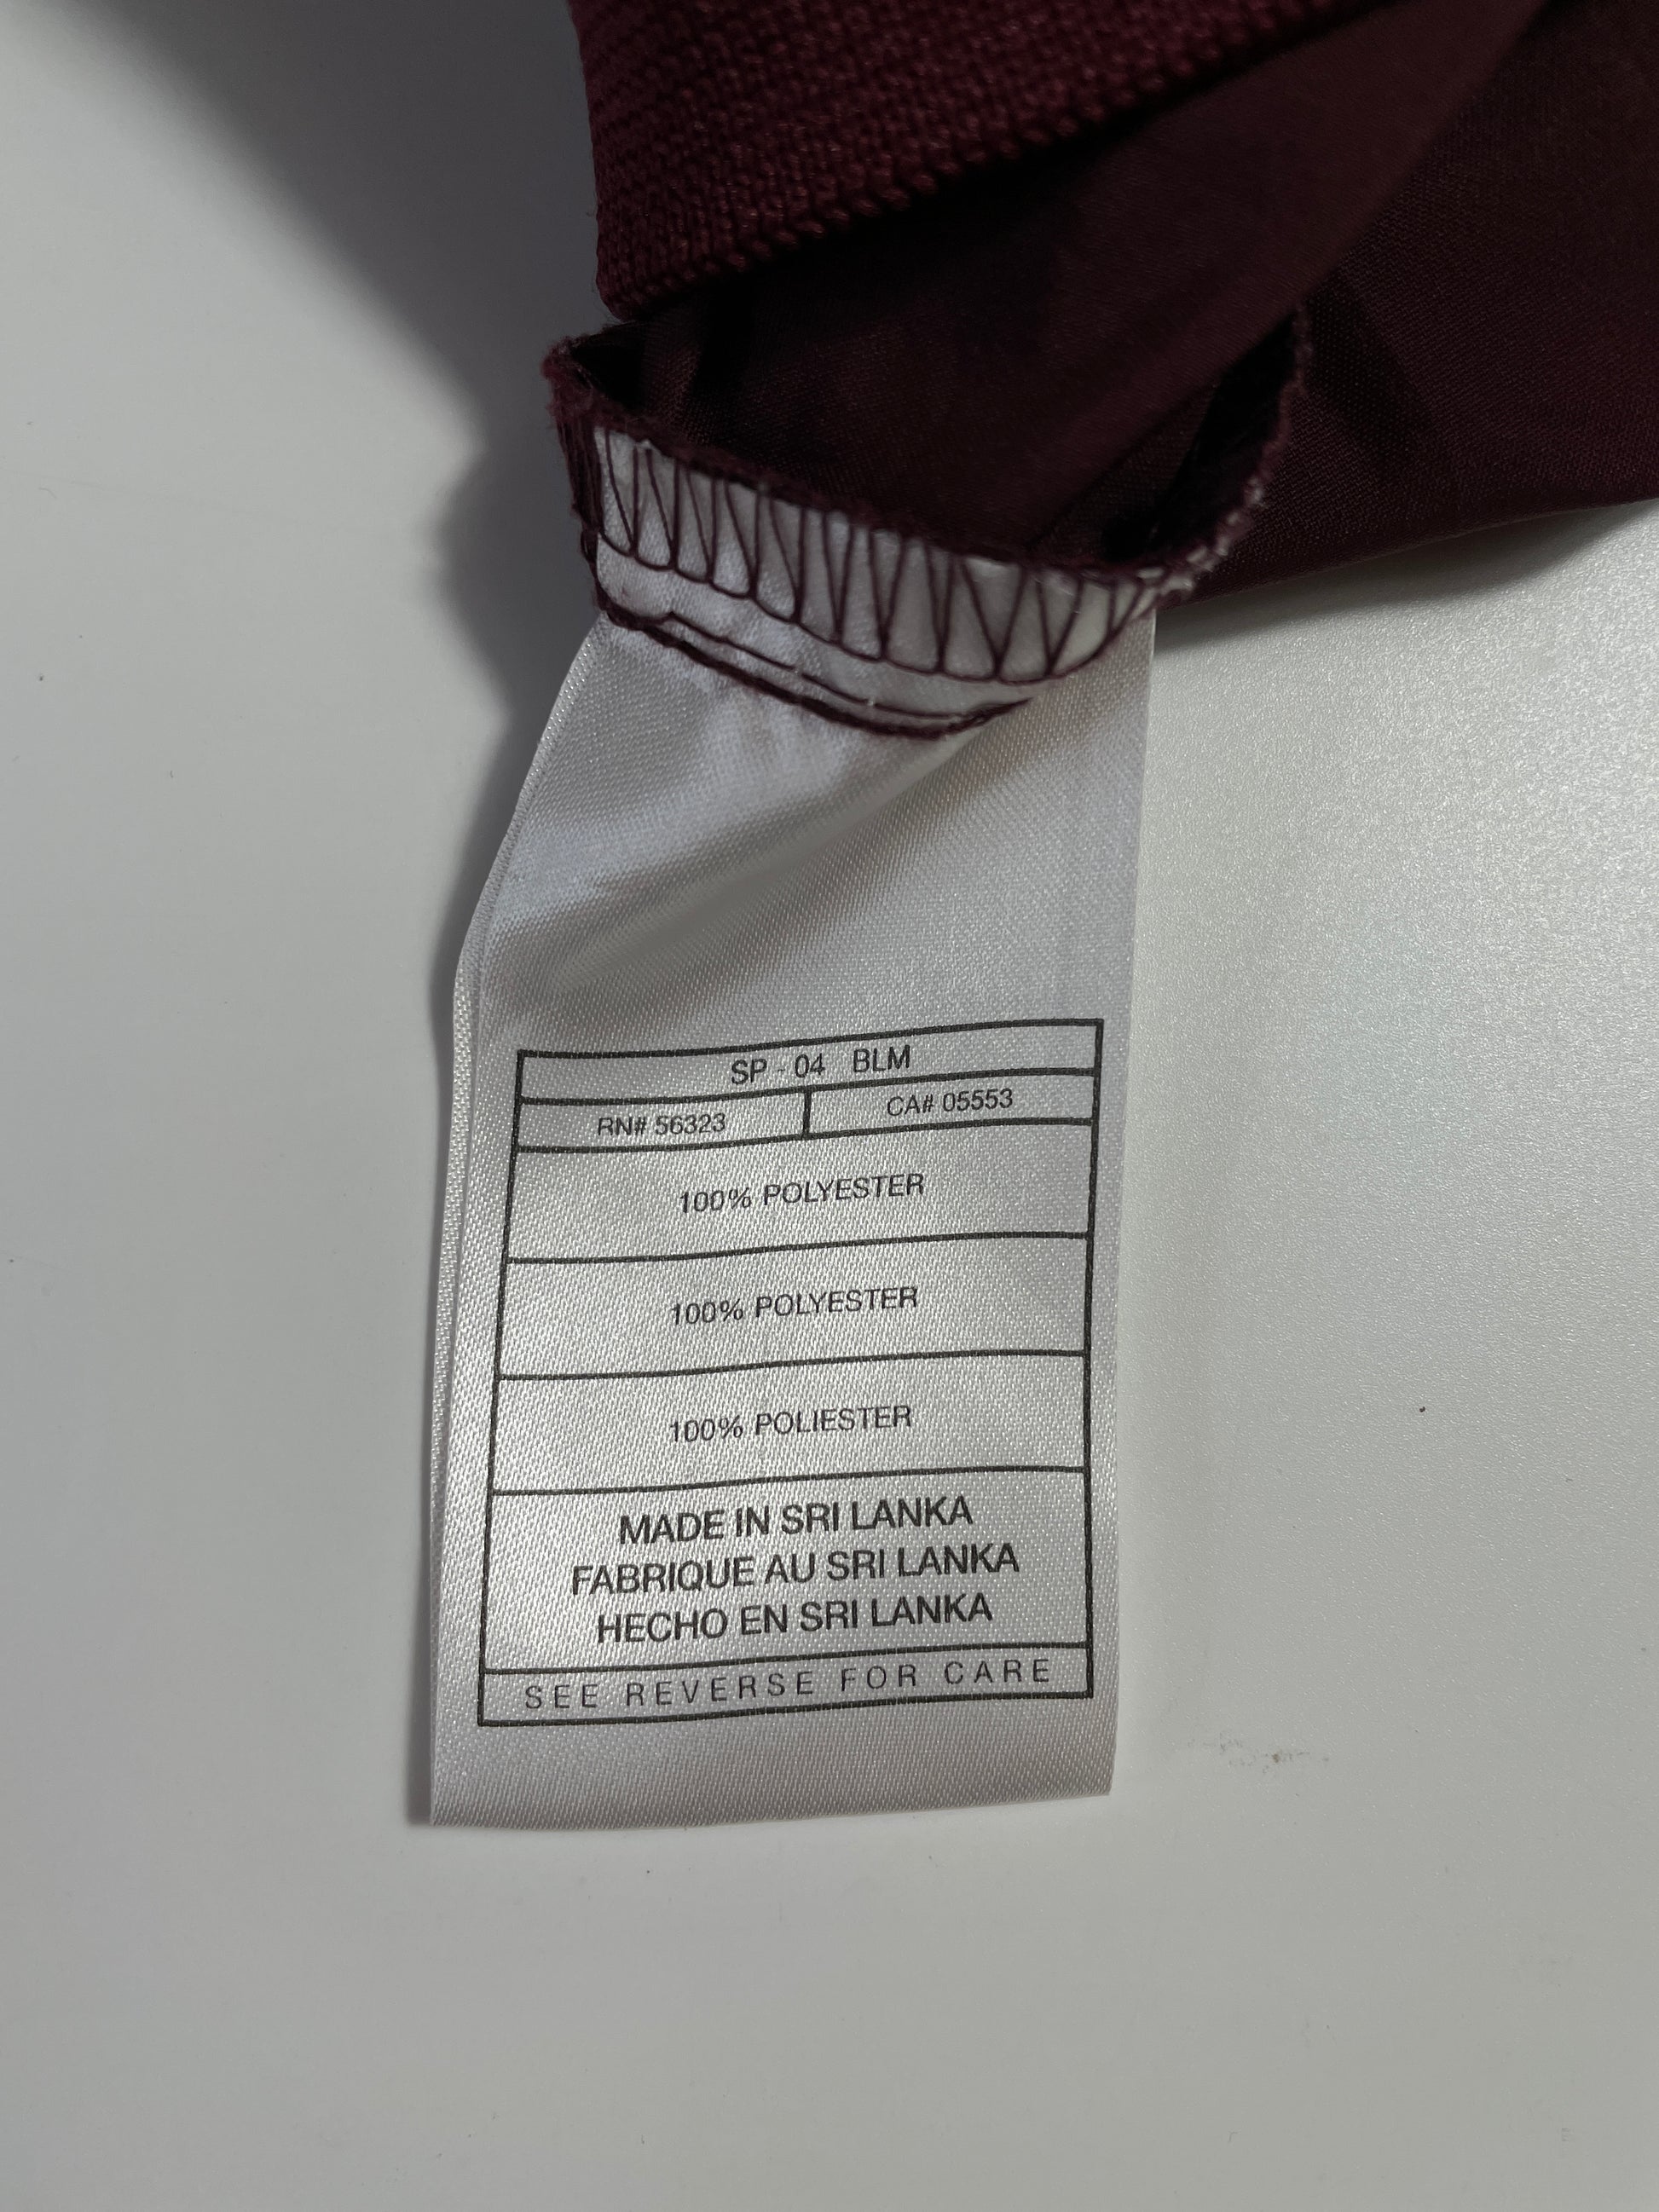 SP - 04 BLM
RN# 56323 CA# 05553
100% POLYESTER
100% POLYESTER
100% POLIESTER
MADE IN SRI LANKA
FABRIQUE AU SRI LANKA
HECHO EN SRI LANKA
SEE REVERSE FOR CARE